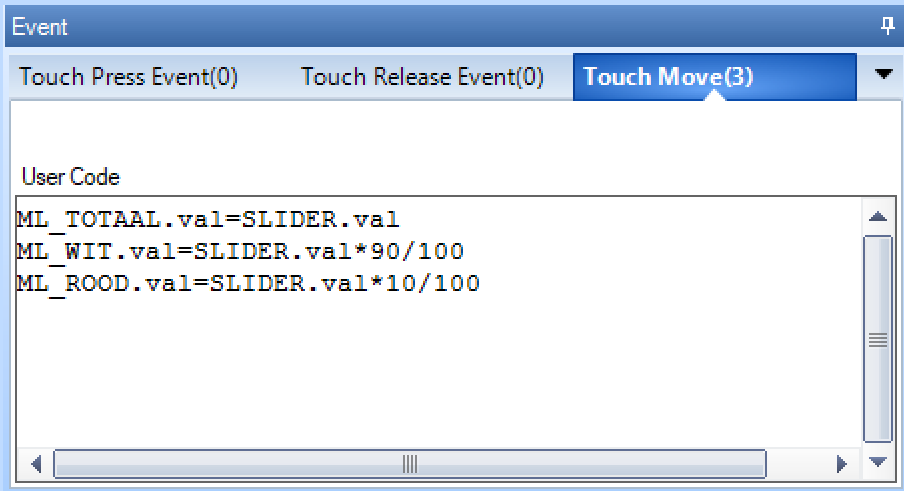 Event
Touch Press Event(0) Touch Release Event(0) Touch Move(3)
User Code
ML_TOTAAL.val=SLIDER.val
ML_WIT.val=SLIDER.val*90/100
ML_ROOD.val=SLIDER.val*10/100